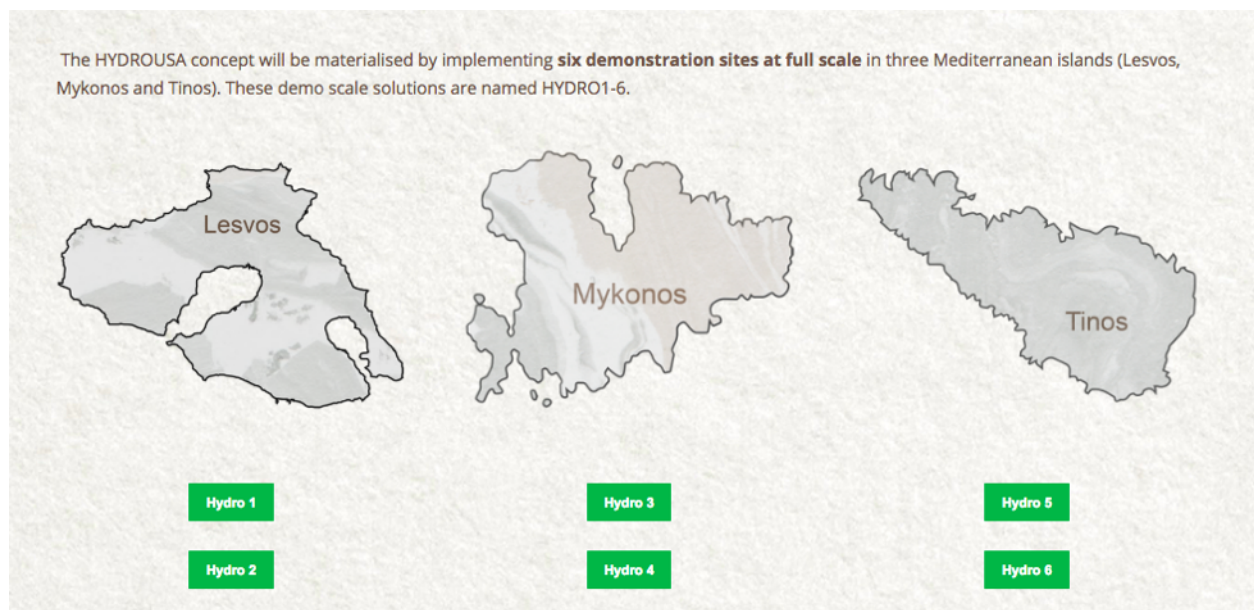 The HYDROUSA concept will be materialised by implementing six demonstration sites at full scale in three Mediterranean islands (Lesvos,
Mykonos and Tinos). These demo scale solutions are named HYDRO1-6.
Lesvos
Mykonos
Tinos
Hydro 1
Hydro 3
Hydro 5
Hydro 2
Hydro 4
Hydro 6